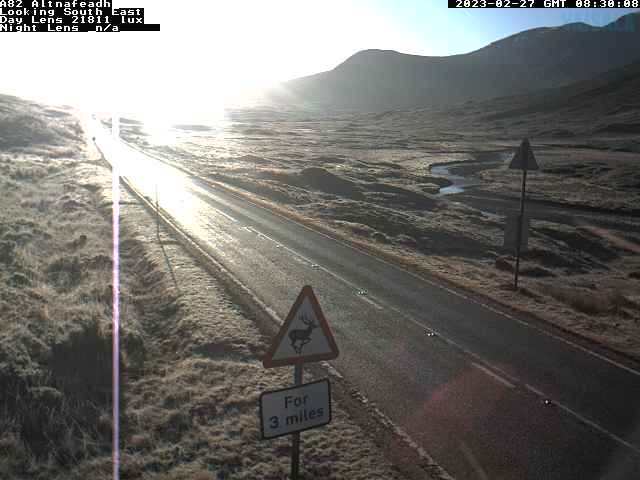 A82 Altnafeadh
Looking South East
Day Lens 21811 lux
Night Lens n/a
2023-02-27 GMT 08:30:08
For
3 miles